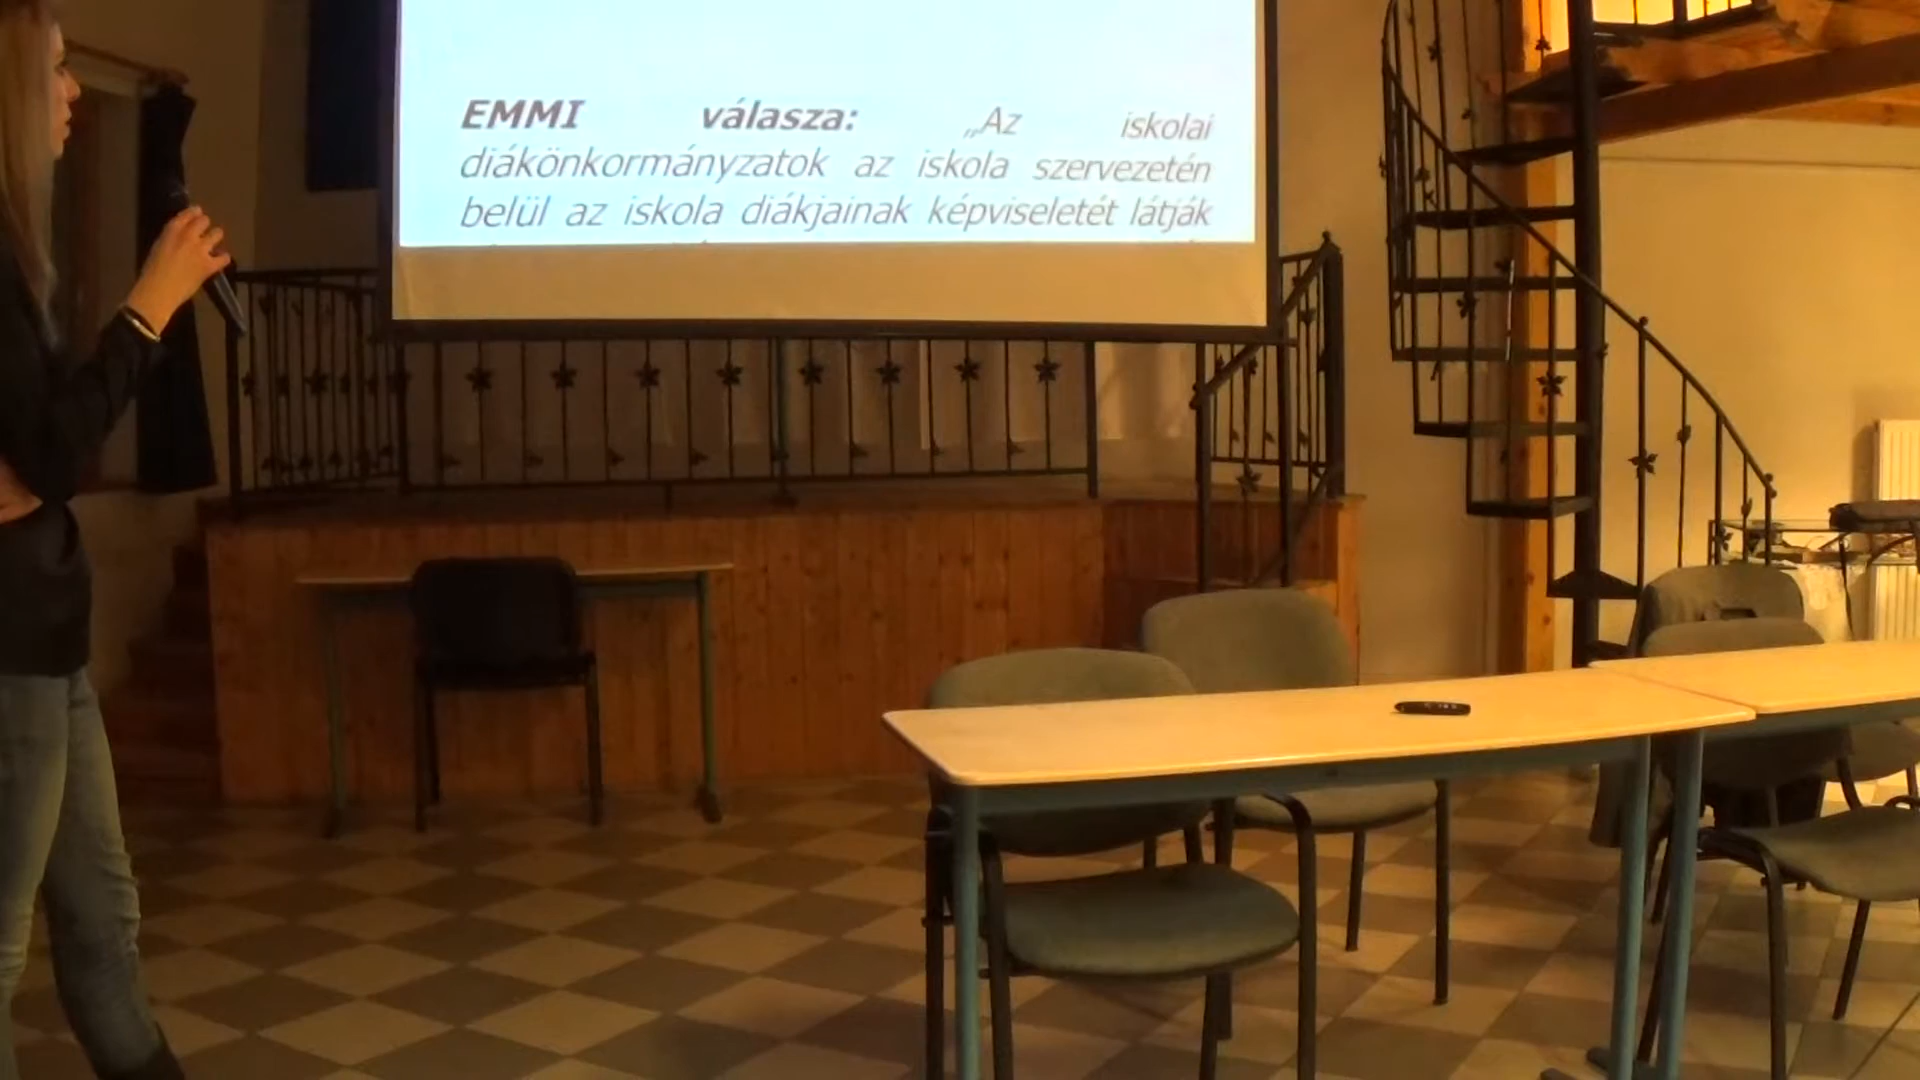 EMMI válasza: „Az iskolai
diákönkormányzatok az iskola szervezetén
belül az iskola diákjainak képviseletét látják